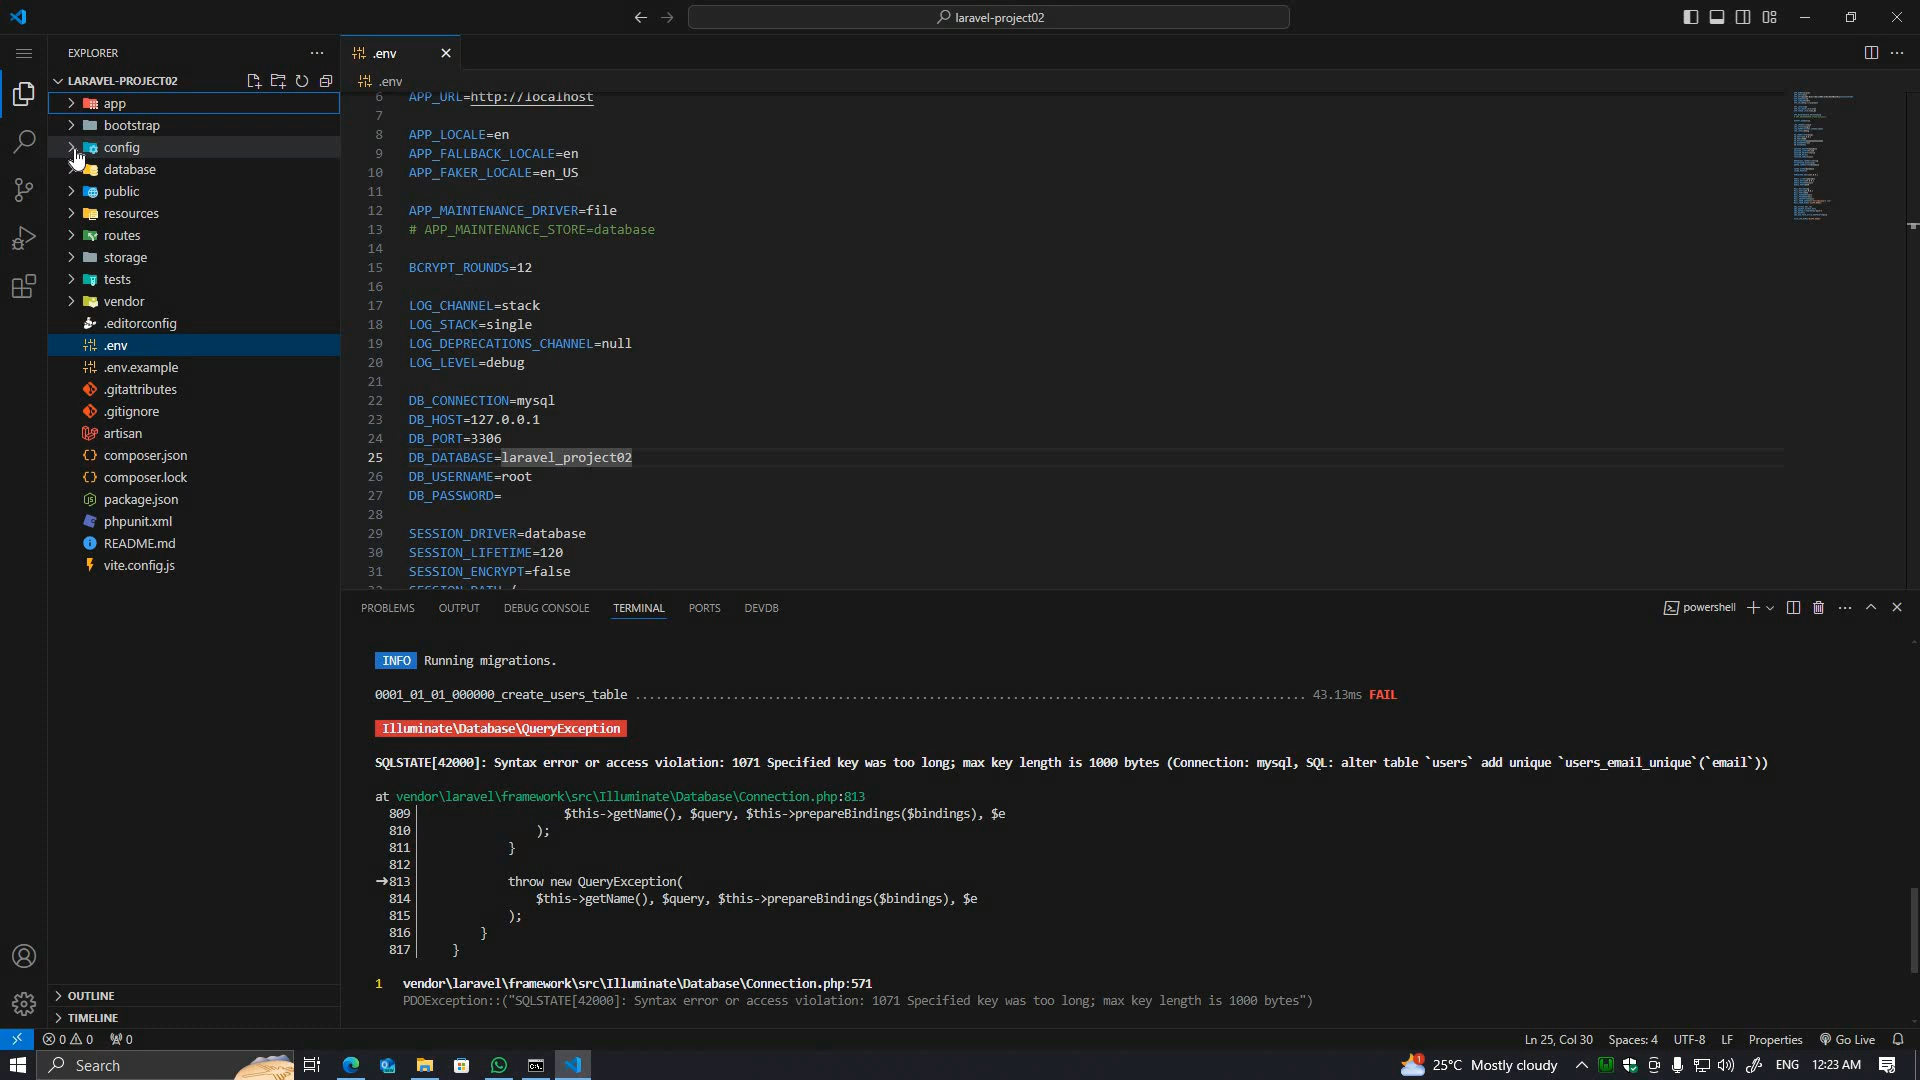 laravel-project02
EXPLORER
LARAVEL-PROJECT02
app
bootstrap
config
database
public
resources
routes
storage
tests
vendor
.editorconfig
.env
.env.example
.gitattributes
.gitignore
artisan
composer.json
composer.lock
package.json
phpunit.xml
README.md
vite.config.js
OUTLINE
TIMELINE
.env
.env
6 APP_URL=http://localhost
7
8 APP_LOCALE=en
9 APP_FALLBACK_LOCALE=en
10 APP_FAKER_LOCALE=en_US
11
12 APP_MAINTENANCE_DRIVER=file
13 # APP_MAINTENANCE_STORE=database
14
15 BCRYPT_ROUNDS=12
16
17 LOG_CHANNEL=stack
18 LOG_STACK=single
19 LOG_DEPRECATIONS_CHANNEL=null
20 LOG_LEVEL=debug
21
22 DB_CONNECTION=mysql
23 DB_HOST=127.0.0.1
24 DB_PORT=3306
25 DB_DATABASE=laravel_project02
26 DB_USERNAME=root
27 DB_PASSWORD=
28
29 SESSION_DRIVER=database
30 SESSION_LIFETIME=120
31 SESSION_ENCRYPT=false
PROBLEMS OUTPUT DEBUG CONSOLE TERMINAL PORTS DEVDB
powershell
INFO Running migrations.
0001_01_01_000000_create_users_table ........................................................................................ 43.13ms FAIL
Illuminate\Database\QueryException
SQLSTATE[42000]: Syntax error or access violation: 1071 Specified key was too long; max key length is 1000 bytes (Connection: mysql, SQL: alter table `users` add unique `users_email_unique`(`email`))
at vendor\laravel\framework\src\Illuminate\Database\Connection.php:813
809 $this->getName(), $query, $this->prepareBindings($bindings), $e
810 );
811 }
812
➜813 throw new QueryException(
814 $this->getName(), $query, $this->prepareBindings($bindings), $e
815 );
816 }
817 }
1 vendor\laravel\framework\src\Illuminate\Database\Connection.php:571
PDOException::("SQLSTATE[42000]: Syntax error or access violation: 1071 Specified key was too long; max key length is 1000 bytes")
0 0 0
Ln 25, Col 30 Spaces: 4 UTF-8 LF Properties Go Live
Search
1 25°C Mostly cloudy ENG 12:23 AM